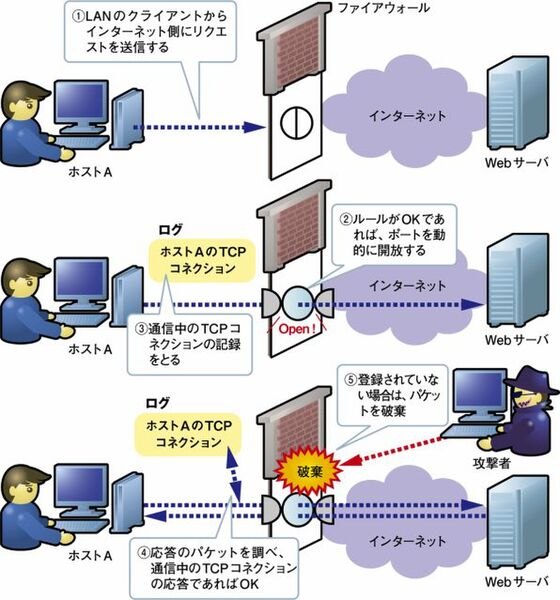 ファイアウォール
①LANのクライアントから
インターネット側にリクエ
ストを送信する
インターネット
ホストA
Webサーバ
ログ
ホストAのTCP
コネクション
②ルールがOKであ
れば、ポートを動
的に開放する
インターネット
Open!
③通信中のTCPコ
ネクションの記録
をとる
ホストA
Webサーバ
ログ
ホストAのTCP
コネクション
⑤登録されていな
い場合は、パケット
を破棄
破棄
攻撃者
インターネット
ホストA
④応答のパケットを調べ、
通信中のTCPコネクション
の応答であればOK
Webサーバ